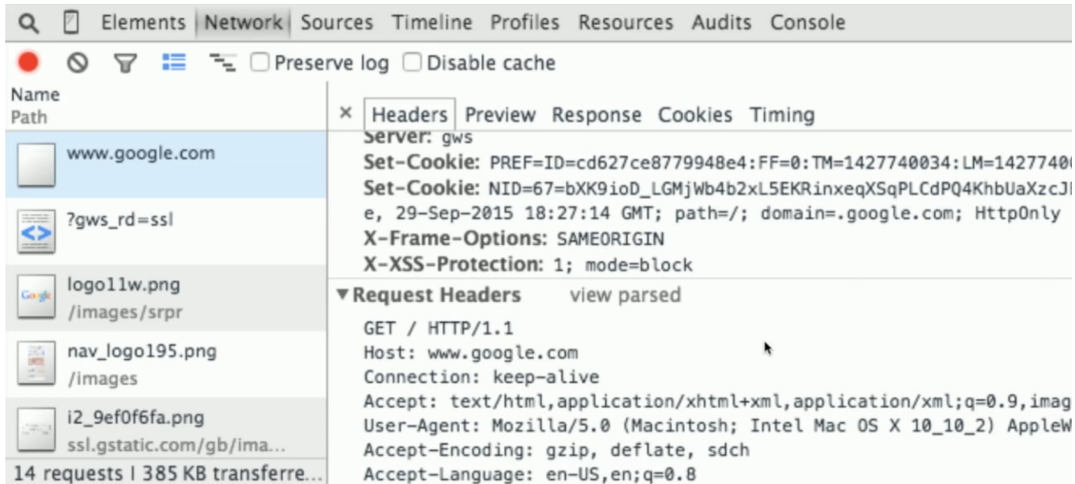 Elements Network Sources Timeline Profiles Resources Audits Console
Preserve log Disable cache
Name
Path
www.google.com
?gws_rd=ssl
Google
logo11w.png
/images/srpr
nav_logo195.png
/images
i2_9ef0f6fa.png
ssl.gstatic.com/gb/ima...
14 requests | 385 KB transferre...
× Headers Preview Response Cookies Timing
Server: gws
Set-Cookie: PREF=ID=cd627ce8779948e4:FF=0:TM=1427740034:LM=14277400
Set-Cookie: NID=67=bXK9ioD_LGMjWb4b2xL5EKRinxeqXSqPLCdPQ4KhbUaXzcJ
e, 29-Sep-2015 18:27:14 GMT; path=/; domain=.google.com; HttpOnly
X-Frame-Options: SAMEORIGIN
X-XSS-Protection: 1; mode=block
▼Request Headers view parsed
GET / HTTP/1.1
Host: www.google.com
Connection: keep-alive
Accept: text/html,application/xhtml+xml,application/xml;q=0.9,imag
User-Agent: Mozilla/5.0 (Macintosh; Intel Mac OS X 10_10_2) AppleW
Accept-Encoding: gzip, deflate, sdch
Accept-Language: en-US,en;q=0.8